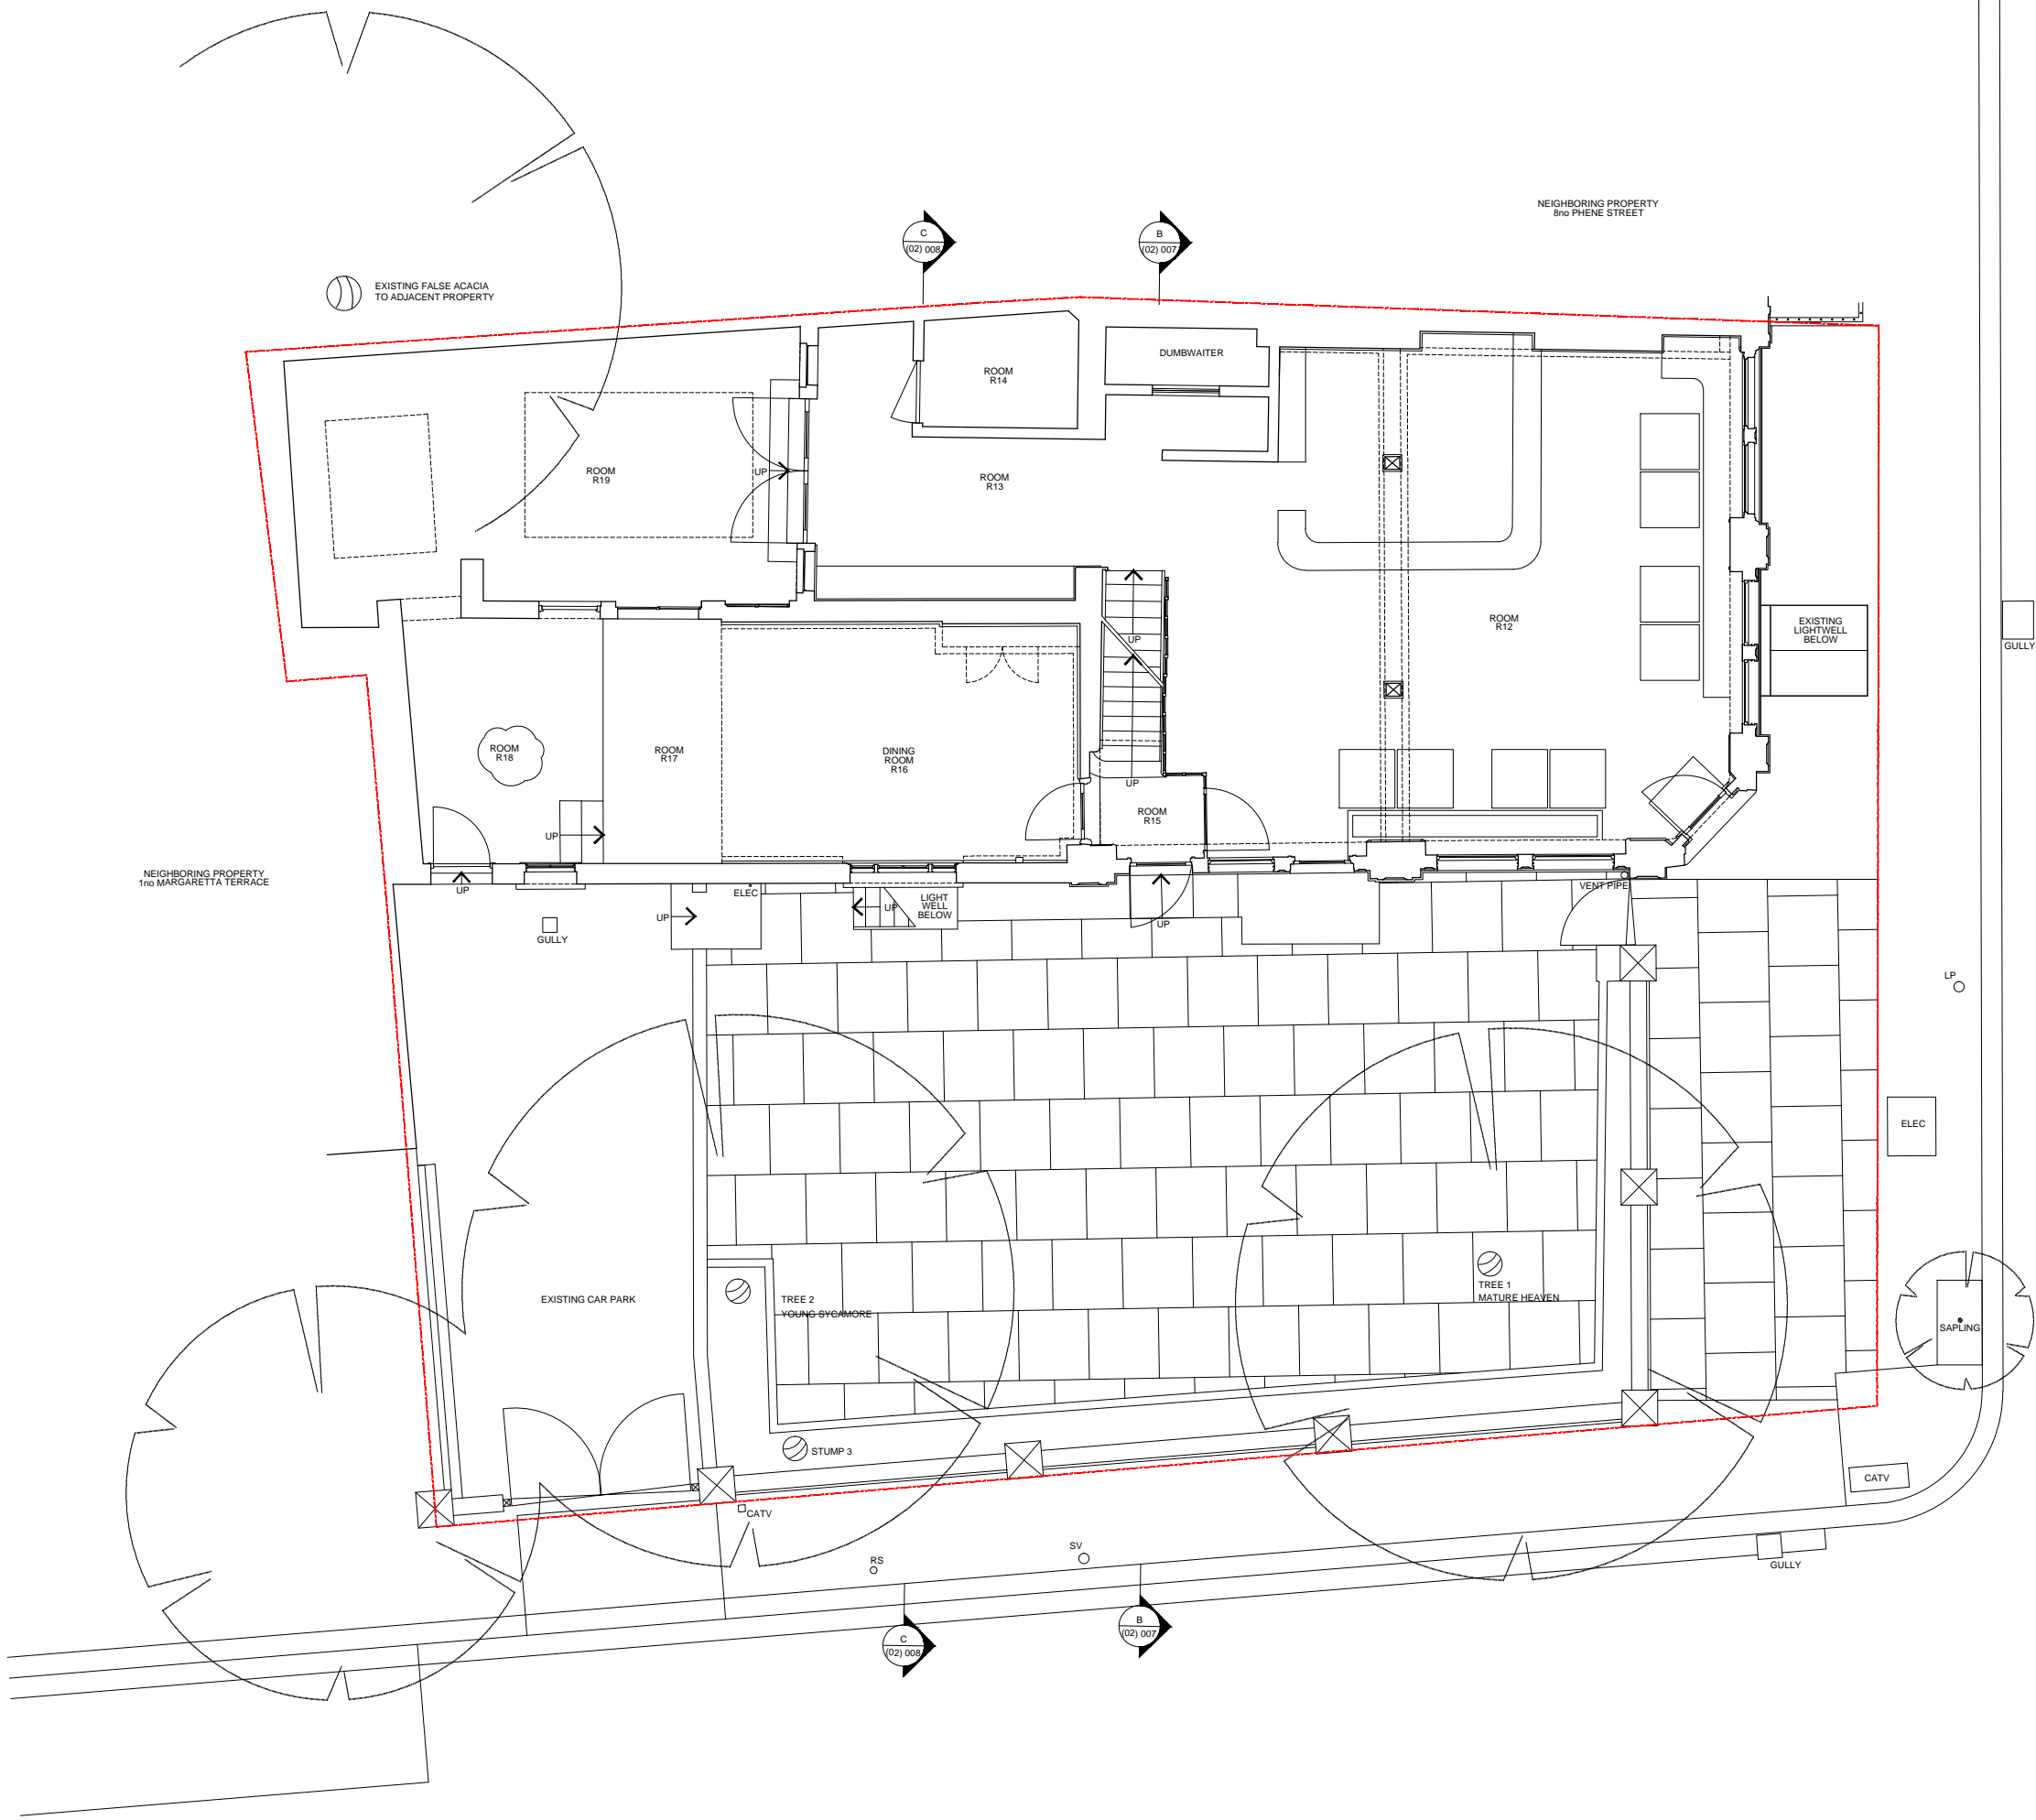 NEIGHBORING PROPERTY
8no PHENE STREET
C
(02) 008
B
(02) 007
EXISTING FALSE ACACIA
TO ADJACENT PROPERTY
DUMBWAITER
ROOM
R14
ROOM
R19
UP
ROOM
R13
ROOM
R12
EXISTING
LIGHTWELL
BELOW
GULLY
UP
ROOM
R18
ROOM
R17
DINING
ROOM
R16
UP
ROOM
R15
UP
NEIGHBORING PROPERTY
1no MARGARETTA TERRACE
UP
ELEC
VENT PIPE
LIGHT
WELL
BELOW
UP
UP
UP
GULLY
LP
ELEC
TREE 1
MATURE HEAVEN
TREE 2
YOUNG SYCAMORE
EXISTING CAR PARK
SAPLING
STUMP 3
CATV
CATV
SV
RS
GULLY
B
(02) 007
C
(02) 008